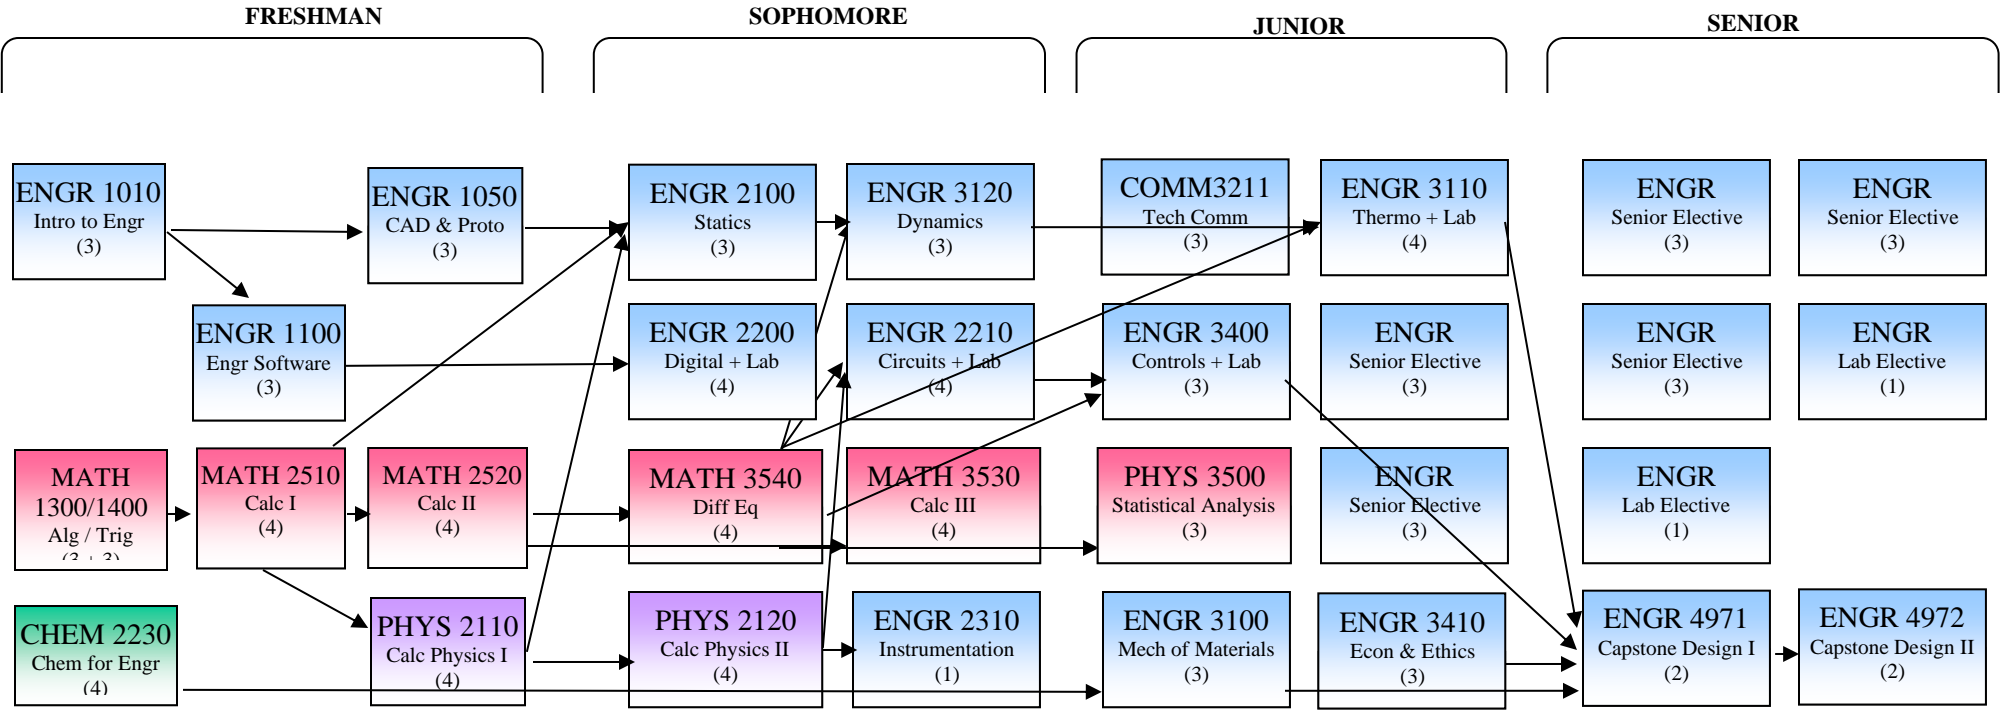 FRESHMAN
SOPHOMORE
JUNIOR
SENIOR
ENGR 1010
Intro to Engr
(3)
ENGR 1050
CAD & Proto
(3)
ENGR 2100
Statics
(3)
ENGR 3120
Dynamics
(3)
COMM3211
Tech Comm
(3)
ENGR 3110
Thermo + Lab
(4)
ENGR
Senior Elective
(3)
ENGR
Senior Elective
(3)
ENGR 1100
Engr Software
(3)
ENGR 2200
Digital + Lab
(4)
ENGR 2210
Circuits + Lab
(4)
ENGR 3400
Controls + Lab
(3)
ENGR
Senior Elective
(3)
ENGR
Senior Elective
(3)
ENGR
Lab Elective
(1)
MATH
1300/1400
Alg / Trig
(3 + 3)
MATH 2510
Calc I
(4)
MATH 2520
Calc II
(4)
MATH 3540
Diff Eq
(4)
MATH 3530
Calc III
(4)
PHYS 3500
Statistical Analysis
(3)
ENGR
Senior Elective
(3)
ENGR
Lab Elective
(1)
CHEM 2230
Chem for Engr
(4)
PHYS 2110
Calc Physics I
(4)
PHYS 2120
Calc Physics II
(4)
ENGR 2310
Instrumentation
(1)
ENGR 3100
Mech of Materials
(3)
ENGR 3410
Econ & Ethics
(3)
ENGR 4971
Capstone Design I
(2)
ENGR 4972
Capstone Design II
(2)